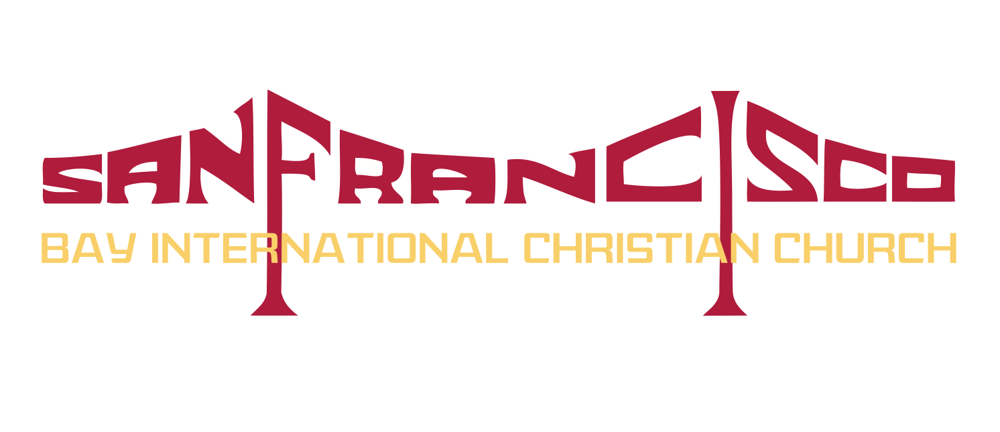 SANFRANCISCO
BAY INTERNATIONAL CHRISTIAN CHURCH